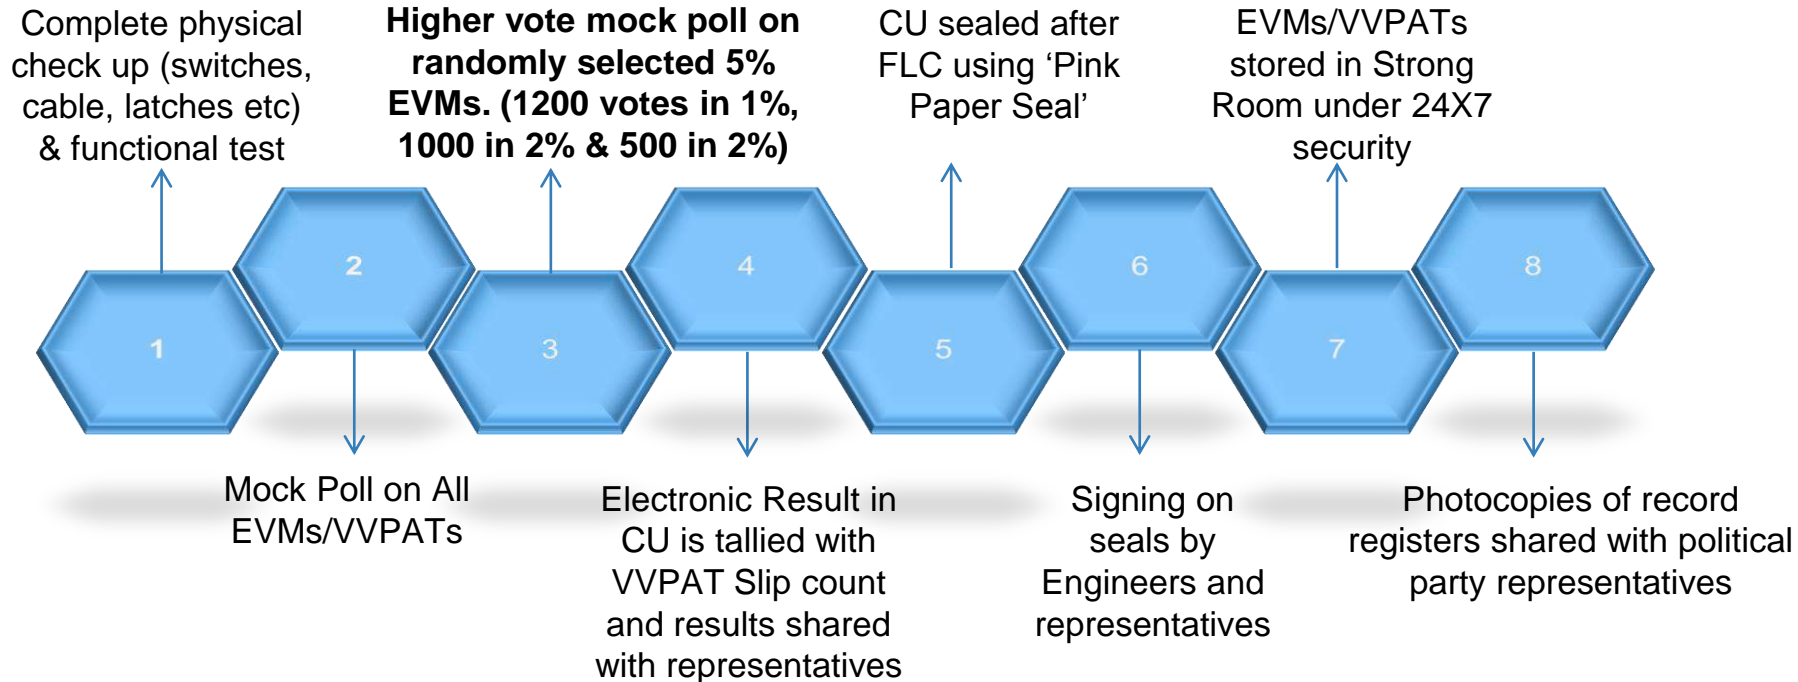 Complete physical
check up (switches,
cable, latches etc)
& functional test
Higher vote mock poll on
randomly selected 5%
EVMs. (1200 votes in 1%,
1000 in 2% & 500 in 2%)
CU sealed after
FLC using ‘Pink
Paper Seal’
EVMs/VVPATs
stored in Strong
Room under 24X7
security
1
2
3
4
5
6
7
8
Mock Poll on All
EVMs/VVPATs
Electronic Result in
CU is tallied with
VVPAT Slip count
and results shared
with representatives
Signing on
seals by
Engineers and
representatives
Photocopies of record
registers shared with political
party representatives